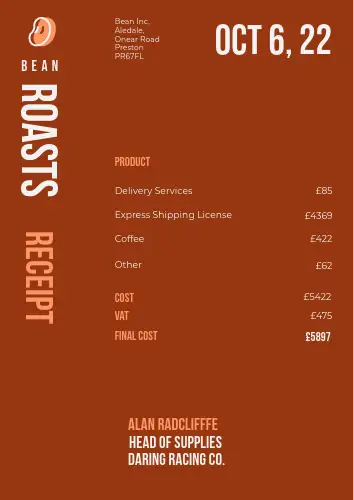 BEAN
ROASTS
RECEIPT
Bean Inc,
Aledale,
Onear Road
Preston
PR67FL
OCT 6, 22
PRODUCT
Delivery Services £85
Express Shipping License £4369
Coffee £422
Other £62
COST £5422
VAT £475
FINAL COST £5897
ALAN RADCLIFFFE
HEAD OF SUPPLIES
DARING RACING CO.